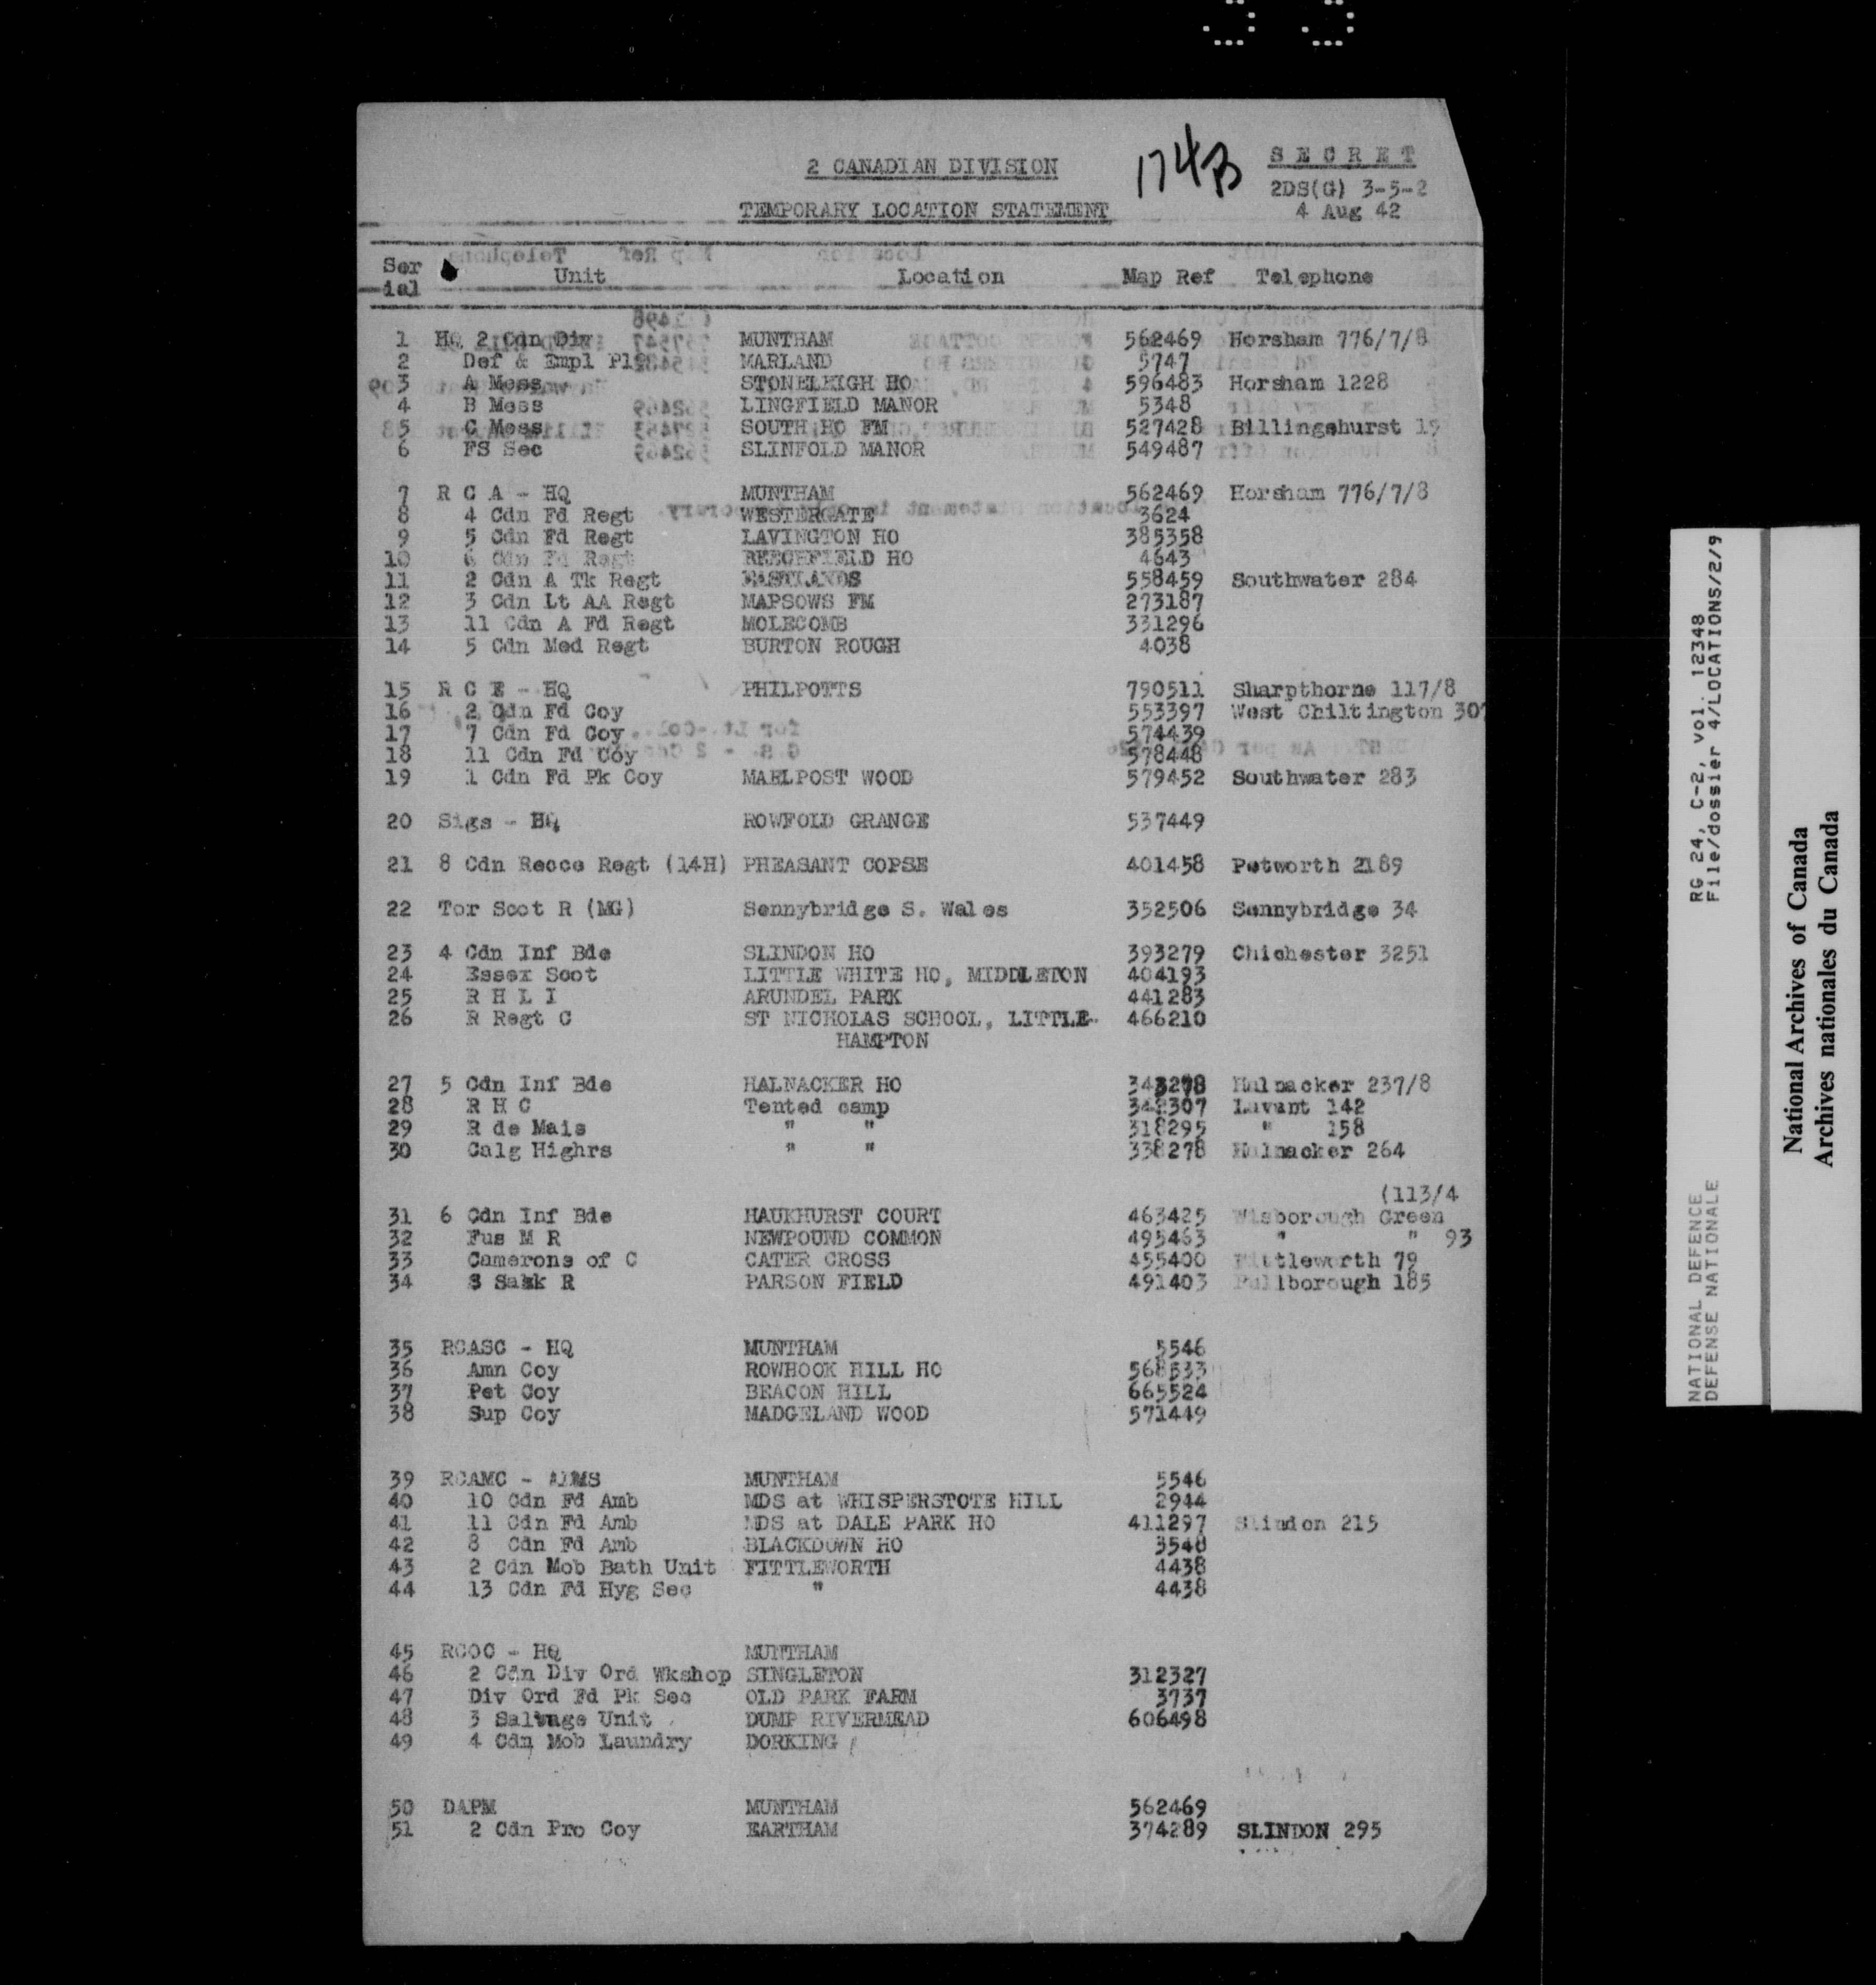 2 CANADIAN DIVISION
TEMPORARY LOCATION STATEMENT
174B
S E C R E T
2DS(G) 3-5-2
4 Aug 42
Serial Unit Location Map Ref Telephone
1 HQ 2 Cdn Div MUNTHAM 562469 Horsham 776/7/8
2 Def & Empl Pl MARLAND 5747
3 A Mess STONELEIGH HO 596483 Horsham 1228
4 B Mess LINGFIELD MANOR 5348
5 C Mess SOUTH HO FM 527428 Billingshurst
6 FS Sec SLINFOLD MANOR 549487
7 R C A - HQ MUNTHAM 562469 Horsham 776/7/8
8 4 Cdn Fd Regt WESTERGATE 3624
9 5 Cdn Fd Regt LAVINGTON HO 385358
10 6 Cdn Fd Regt BEECHFIELD HO 4643
11 2 Cdn A Tk Regt EASTLANDS 558459 Southwater 284
12 3 Cdn Lt AA Regt MAPSOWS FM 273187
13 11 Cdn A Fd Regt MOLECOMB 331296
14 5 Cdn Med Regt BURTON ROUGH 4038
15 R C E - HQ PHILPOTTS 790511 Sharpthorne 117/8
16 2 Cdn Fd Coy 553397 West Chiltington 307
17 7 Cdn Fd Coy 574439
18 11 Cdn Fd Coy 578448
19 1 Cdn Fd Pk Coy MARLPOST WOOD 579452 Southwater 283
20 Sigs - HQ ROWFOLD GRANGE 537449
21 8 Cdn Recce Regt (14H) PHEASANT COPSE 401458 Petworth 2189
22 Tor Scot R (MG) Sennybridge S. Wales 352506 Sennybridge 34
23 4 Cdn Inf Bde SLINDON HO 393279 Chichester 3251
24 Essex Scot LITTLE WHITE HO, MIDDLETON 404193
25 R H L I ARUNDEL PARK 441283
26 R Regt C ST NICHOLAS SCHOOL, LITTLE- 466210
HAMPTON
27 5 Cdn Inf Bde HALNACKER HO 343278 Halnacker 237/8
28 R H C Tented camp 342307 Lavant 142
29 R de Mais " " 318295 " 158
30 Calg Highrs " " 338278 Halnacker 264
(113/4
31 6 Cdn Inf Bde HAUKHURST COURT 463425 Wisborough Green
32 Fus M R NEWPOUND COMMON 495463 " " 93
33 Camerons of C CATER CROSS 455400 Fittleworth 79
34 S Sask R PARSON FIELD 491403 Pullborough 185
35 RCASC - HQ MUNTHAM 5546
36 Amn Coy ROWHOOK HILL HO 568533
37 Pet Coy BEACON HILL 665524
38 Sup Coy MADGELAND WOOD 571449
39 RCAMC - ADMS MUNTHAM 5546
40 10 Cdn Fd Amb MDS at WHISPERSTOTE HILL 2944
41 11 Cdn Fd Amb MDS at DALE PARK HO 411297 Slindon 215
42 8 Cdn Fd Amb BLACKDOWN HO 3548
43 2 Cdn Mob Bath Unit FITTLEWORTH 4438
44 13 Cdn Fd Hyg Sec " 4438
45 RCOC - HQ MUNTHAM
46 2 Cdn Div Ord Wkshop SINGLETON 312327
47 Div Ord Fd Pk Sec OLD PARK FARM 3737
48 3 Salvage Unit DUMP RIVERMEAD 606498
49 4 Cdn Mob Laundry DORKING
50 DAPM MUNTHAM 562469
51 2 Cdn Pro Coy EARTHAM 374289 SLINDON 295
NATIONAL DEFENCE RG 24, C-2, vol. 12348
DEFENSE NATIONALE File/dossier 4/LOCATIONS/2/9
National Archives of Canada
Archives nationales du Canada